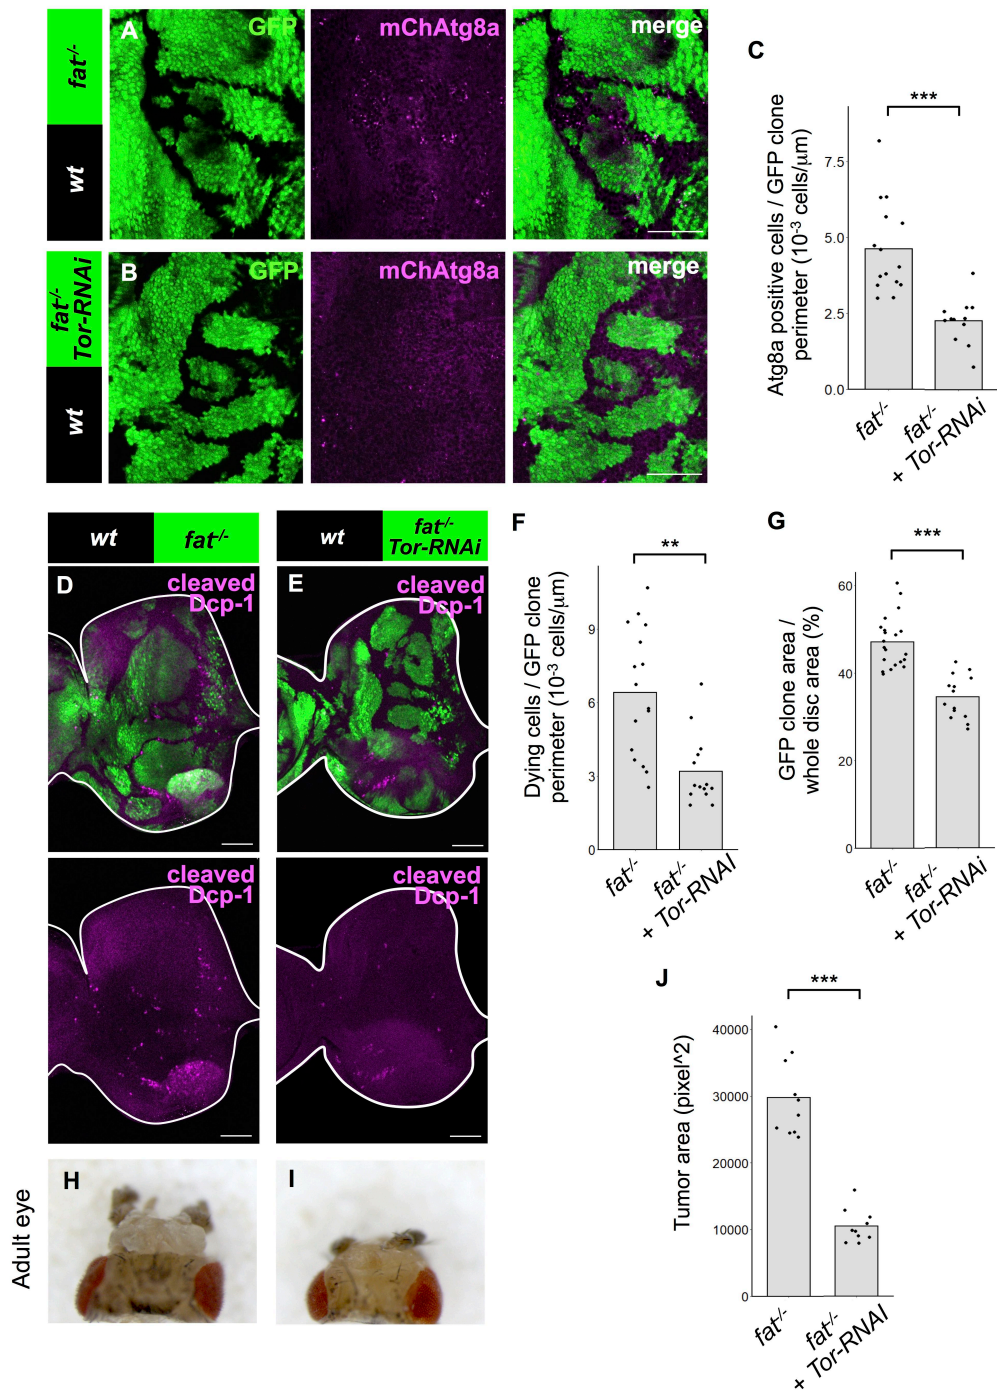 A
fat-/-
wt
GFP
mChAtg8a
merge
B
fat-/-
Tor-RNAi
wt
GFP
mChAtg8a
merge
C
Atg8a positive cells / GFP clone
perimeter (10-3 cells/μm)
***
7.5
5.0
2.5
0.0
fat-/-
fat-/-
+ Tor-RNAi
wt
fat-/-
D
cleaved
Dcp-1
wt
fat-/-
Tor-RNAi
E
cleaved
Dcp-1
cleaved
Dcp-1
cleaved
Dcp-1
F
Dying cells / GFP clone
perimeter (10-3 cells/μm)
**
9
6
3
0
fat-/-
fat-/-
+ Tor-RNAI
G
GFP clone area /
whole disc area (%)
***
60
40
20
0
fat-/-
fat-/-
+ Tor-RNAi
Adult eye
H
I
J
Tumor area (pixel^2)
***
40000
30000
20000
10000
0
fat-/-
fat-/-
+ Tor-RNAI